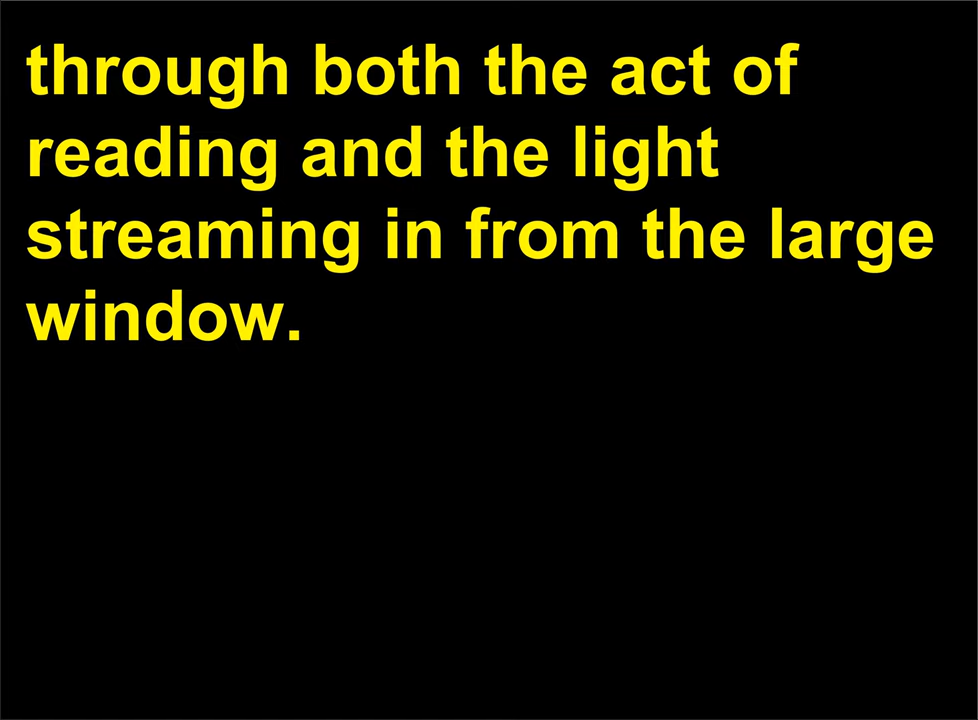 through both the act of
reading and the light
streaming in from the large
window.